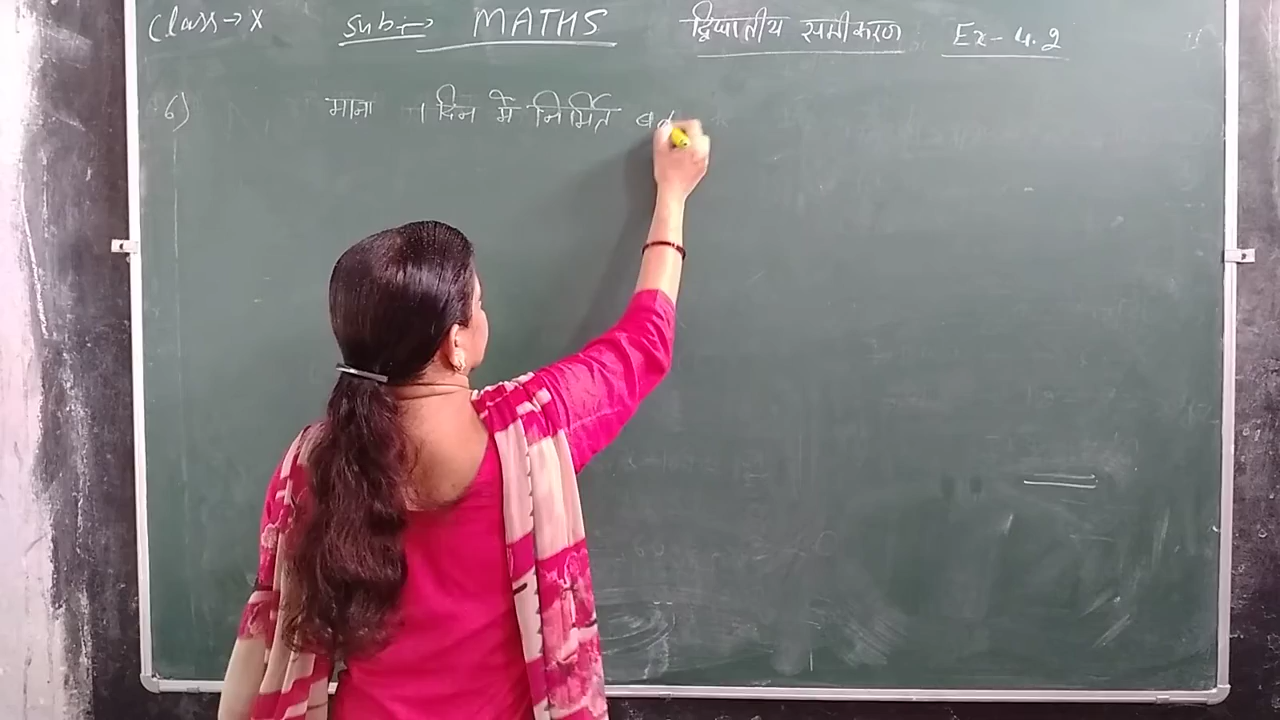 Class → X Sub :→ MATHS द्विघातीय समीकरण Ex - 4.2
6) माना 1 दिन में निर्मित